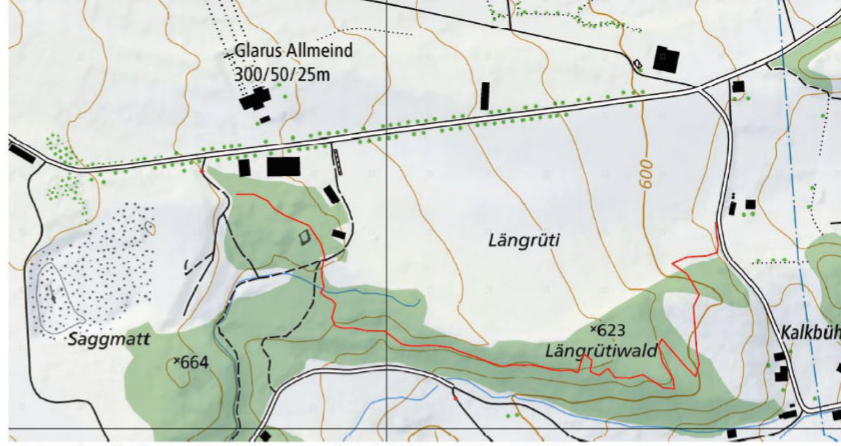 Glarus Allmeind
300/50/25m
600
Längrüti
×623
Kalkbüh
Saggmatt
Längrütiwald
×664